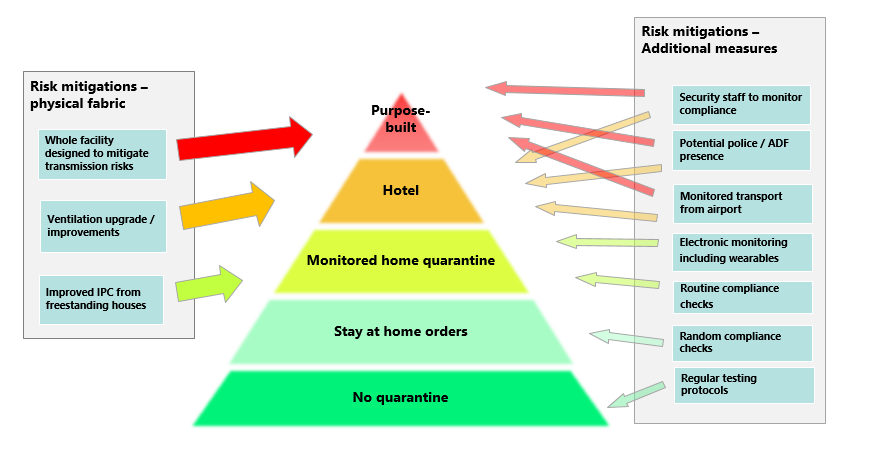 Risk mitigations –
physical fabric
Whole facility
designed to mitigate
transmission risks
Ventilation upgrade /
improvements
Improved IPC from
freestanding houses
Purpose-
built
Hotel
Monitored home quarantine
Stay at home orders
No quarantine
Risk mitigations –
Additional measures
Security staff to monitor
compliance
Potential police / ADF
presence
Monitored transport
from airport
Electronic monitoring
including wearables
Routine compliance
checks
Random compliance
checks
Regular testing
protocols